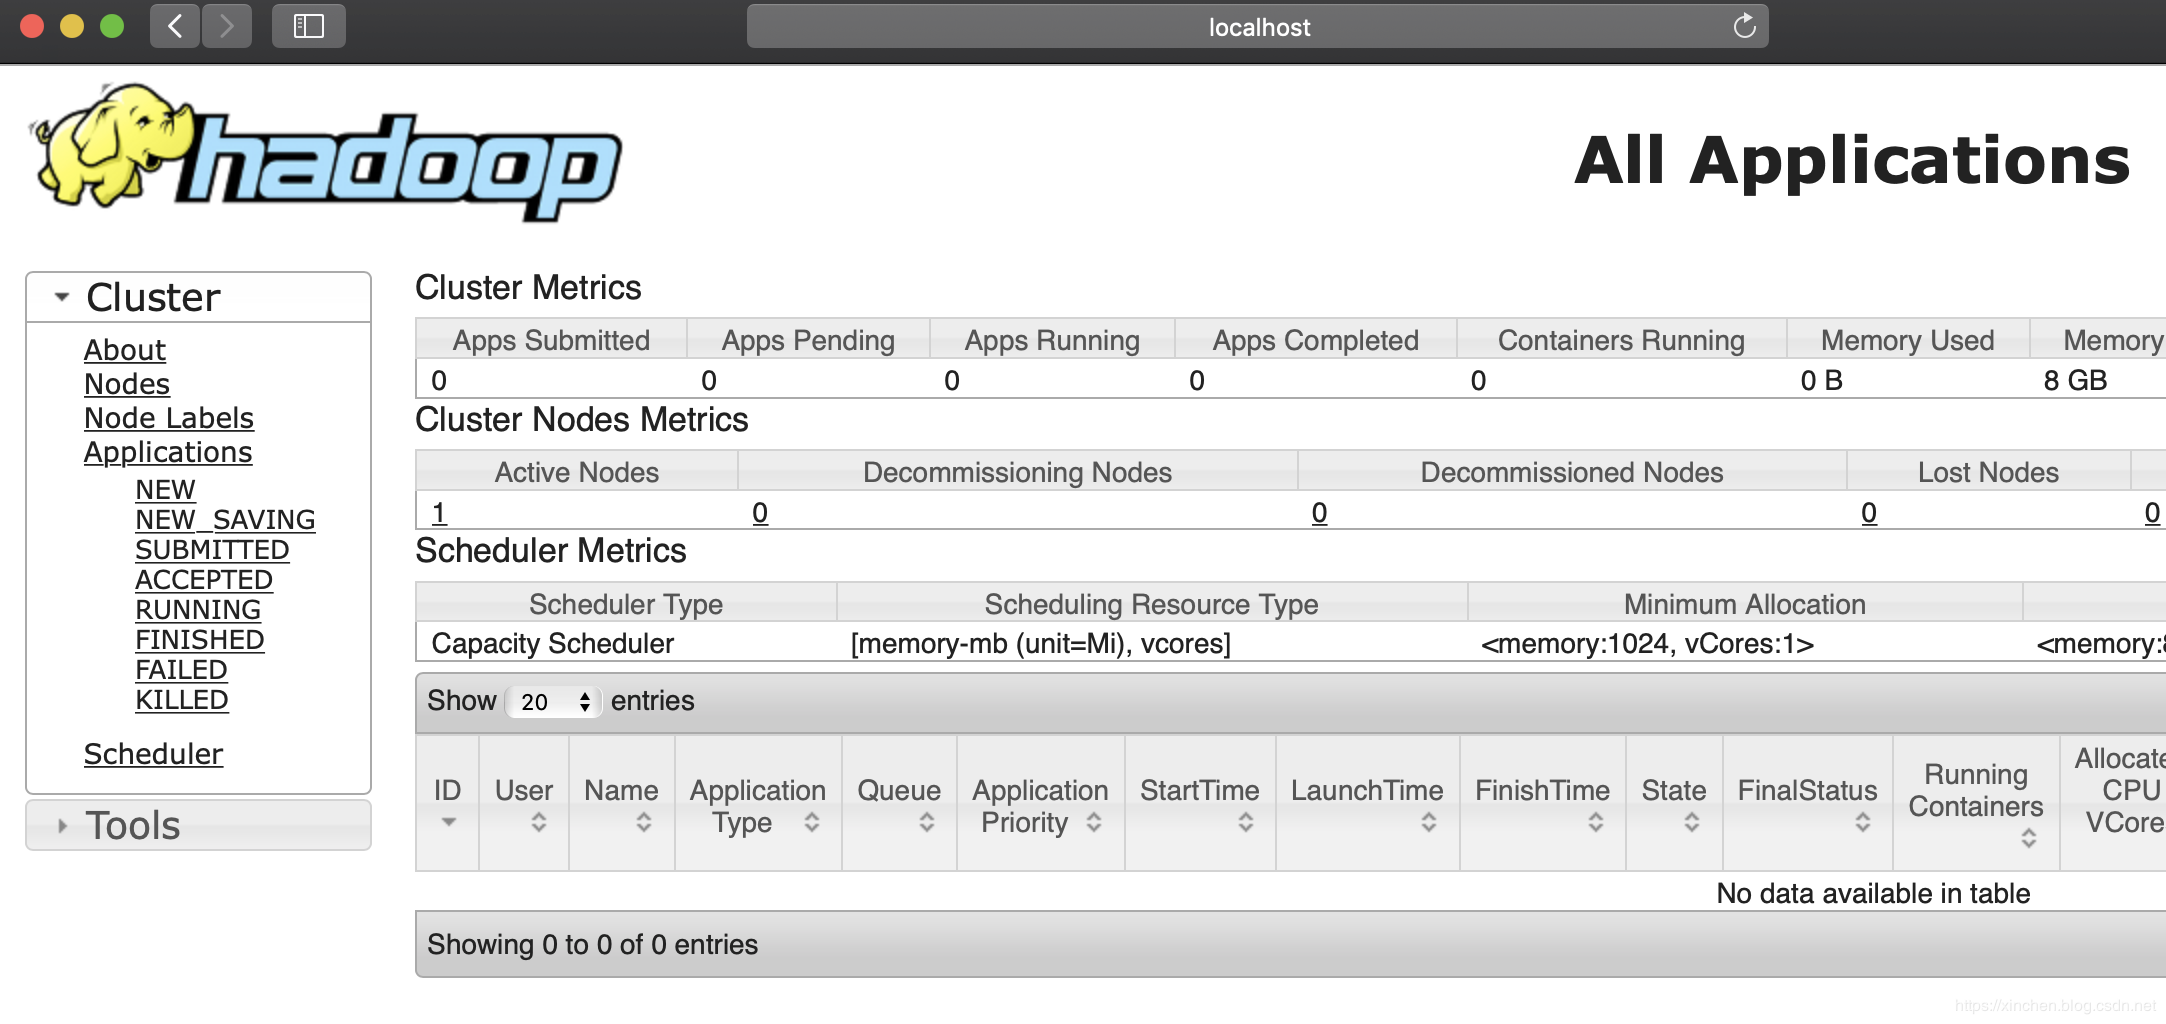 localhost
hadoop
All Applications
Cluster
About
Nodes
Node Labels
Applications
NEW
NEW_SAVING
SUBMITTED
ACCEPTED
RUNNING
FINISHED
FAILED
KILLED
Scheduler
Tools
Cluster Metrics
Apps Submitted Apps Pending Apps Running Apps Completed Containers Running Memory Used Memory
0 0 0 0 0 0 B 8 GB
Cluster Nodes Metrics
Active Nodes Decommissioning Nodes Decommissioned Nodes Lost Nodes
1 0 0 0 0
Scheduler Metrics
Scheduler Type Scheduling Resource Type Minimum Allocation
Capacity Scheduler [memory-mb (unit=Mi), vcores] <memory:1024, vCores:1> <memory:8
Show 20 entries
ID User Name Application Type Queue Application Priority StartTime LaunchTime FinishTime State FinalStatus Running Containers Allocate CPU VCore
No data available in table
Showing 0 to 0 of 0 entries
https://xinchen.blog.csdn.net